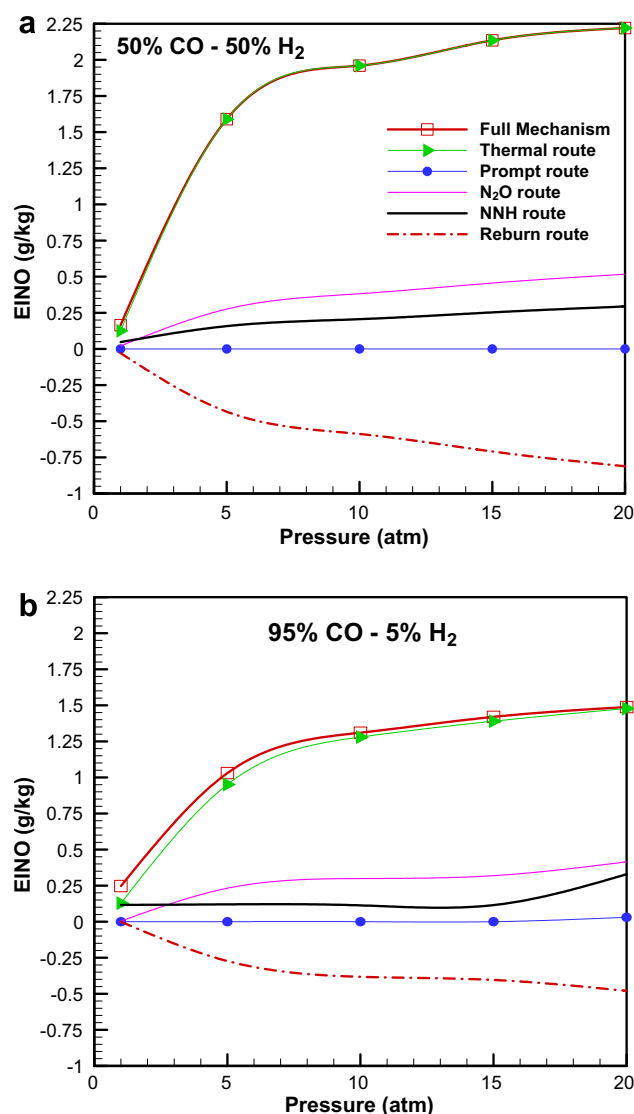 a
50% CO - 50% H₂
2.25
2
1.75
1.5
1.25
1
0.75
0.5
0.25
0
-0.25
-0.5
-0.75
-1
EINO (g/kg)
Full Mechanism
Thermal route
Prompt route
N₂O route
NNH route
Reburn route
0 5 10 15 20
Pressure (atm)
b
95% CO - 5% H₂
2.25
2
1.75
1.5
1.25
1
0.75
0.5
0.25
0
-0.25
-0.5
-0.75
-1
EINO (g/kg)
0 5 10 15 20
Pressure (atm)